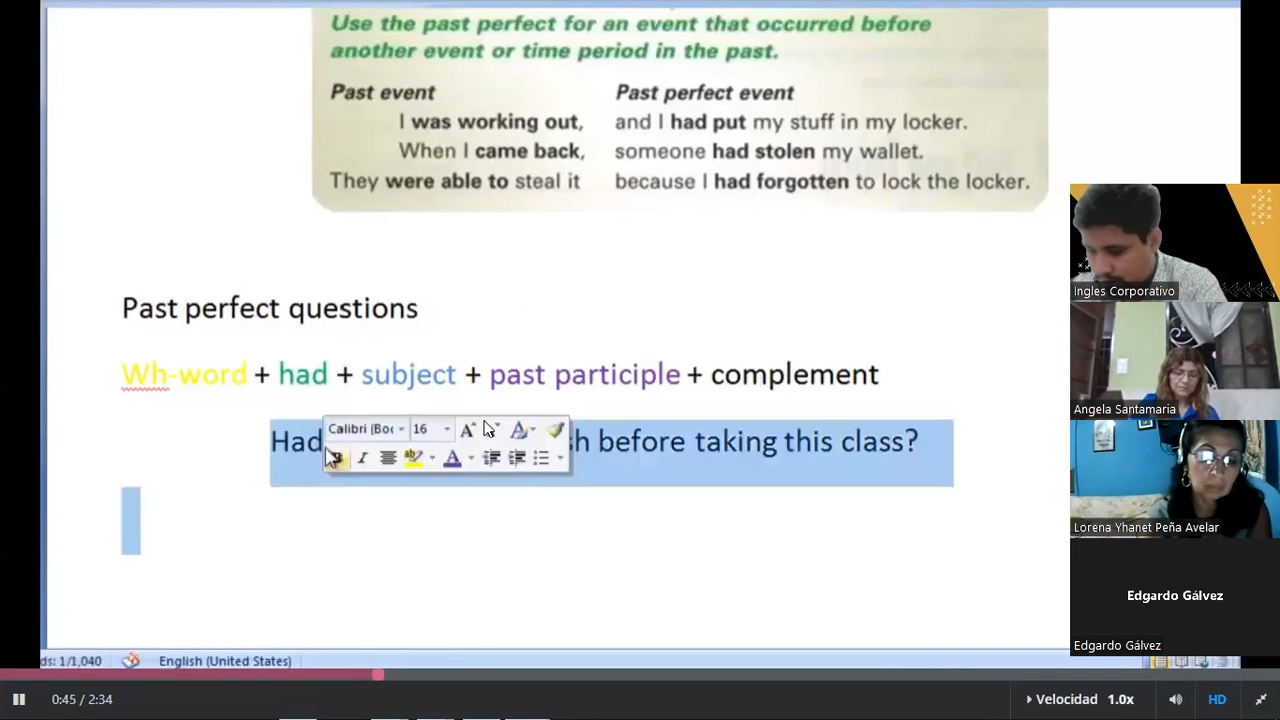 Use the past perfect for an event that occurred before
another event or time period in the past.
Past event Past perfect event
I was working out, and I had put my stuff in my locker.
When I came back, someone had stolen my wallet.
They were able to steal it because I had forgotten to lock the locker.
Past perfect questions
Wh-word + had + subject + past participle + complement
Calibri (Boc 16
Had h before taking this class?
ds: 1/1,040 English (United States)
Ingles Corporativo
Angela Santamaria
Lorena Yhanet Peña Avelar
Edgardo Gálvez
Edgardo Gálvez
0:45 / 2:34 Velocidad 1.0x HD